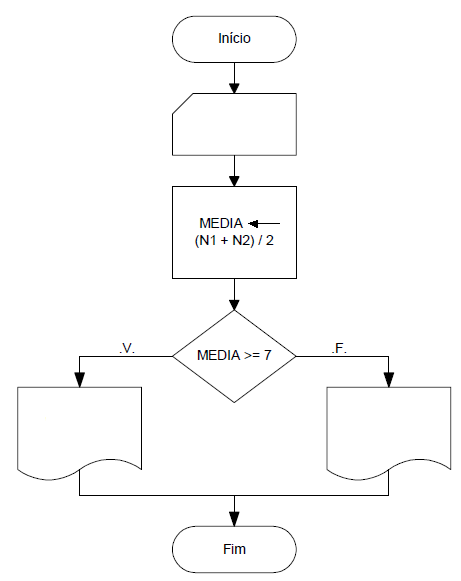 Início
MEDIA
(N1 + N2) / 2
MEDIA >= 7
.V.
.F.
Fim